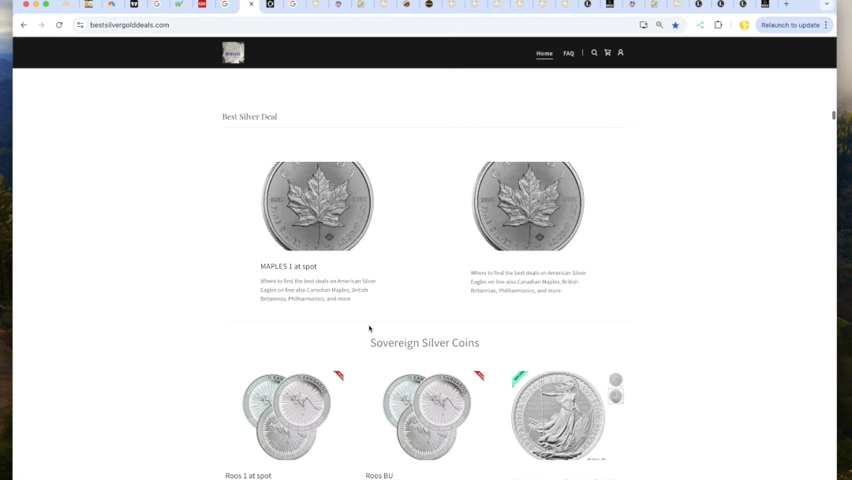 bestsilvergolddeals.com
Relaunch to update
Home
FAQ
Best Silver Deal
MAPLES 1 at spot
Where to find the best deals on American Silver
Eagles on line also Canadian Maples, British
Britannias, Philharmonics, and more
Where to find the best deals on American Silver
Eagles on line also Canadian Maples, British
Britannias, Philharmonics, and more
Sovereign Silver Coins
Roos 1 at spot
Roos BU